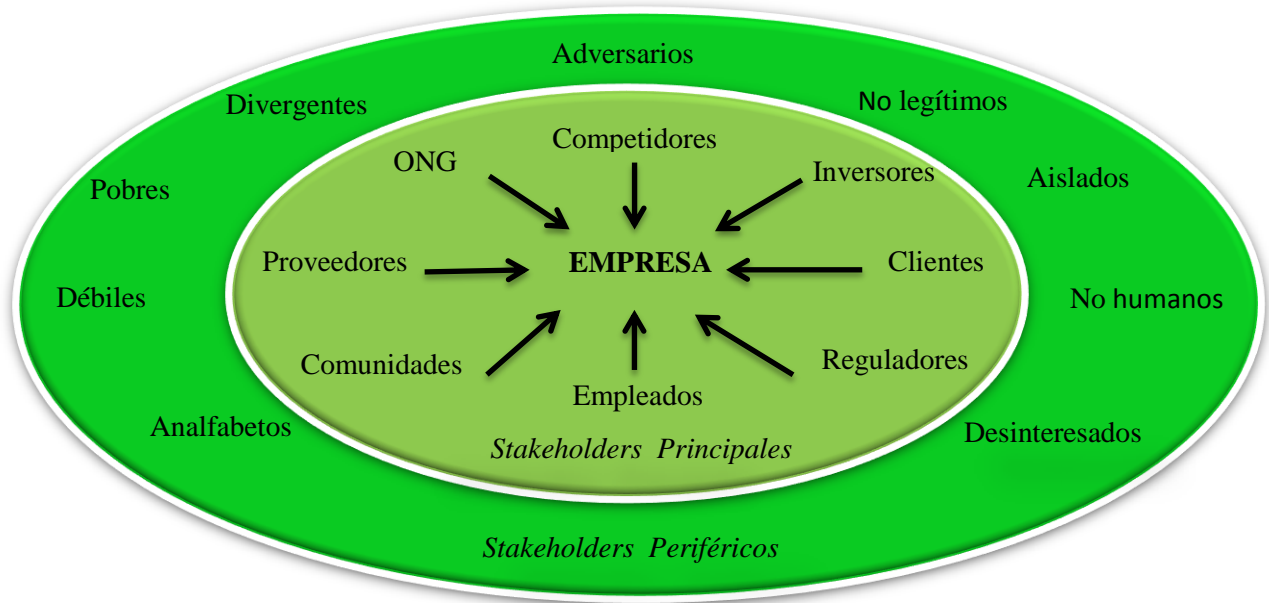 Adversarios
Divergentes
No legítimos
Competidores
ONG
Inversores
Aislados
Pobres
Proveedores
EMPRESA
Clientes
Débiles
No humanos
Comunidades
Reguladores
Empleados
Analfabetos
Desinteresados
Stakeholders Principales
Stakeholders Periféricos